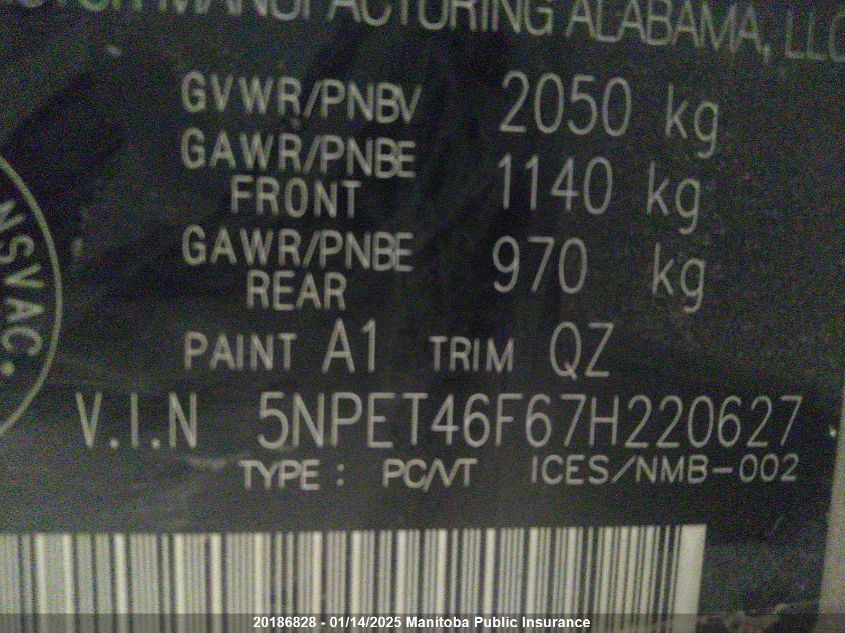 MANUFACTURING ALABAMA, LLC
GVWR/PNBV 2050 kg
GAWR/PNBE
FRONT 1140 kg
GAWR/PNBE
REAR 970 kg
PAINT A1 TRIM QZ
V.I.N 5NPET46F67H220627
TYPE : PC/VT ICES/NMB-002
NSVAC.
20186828 - 01/14/2025 Manitoba Public Insurance